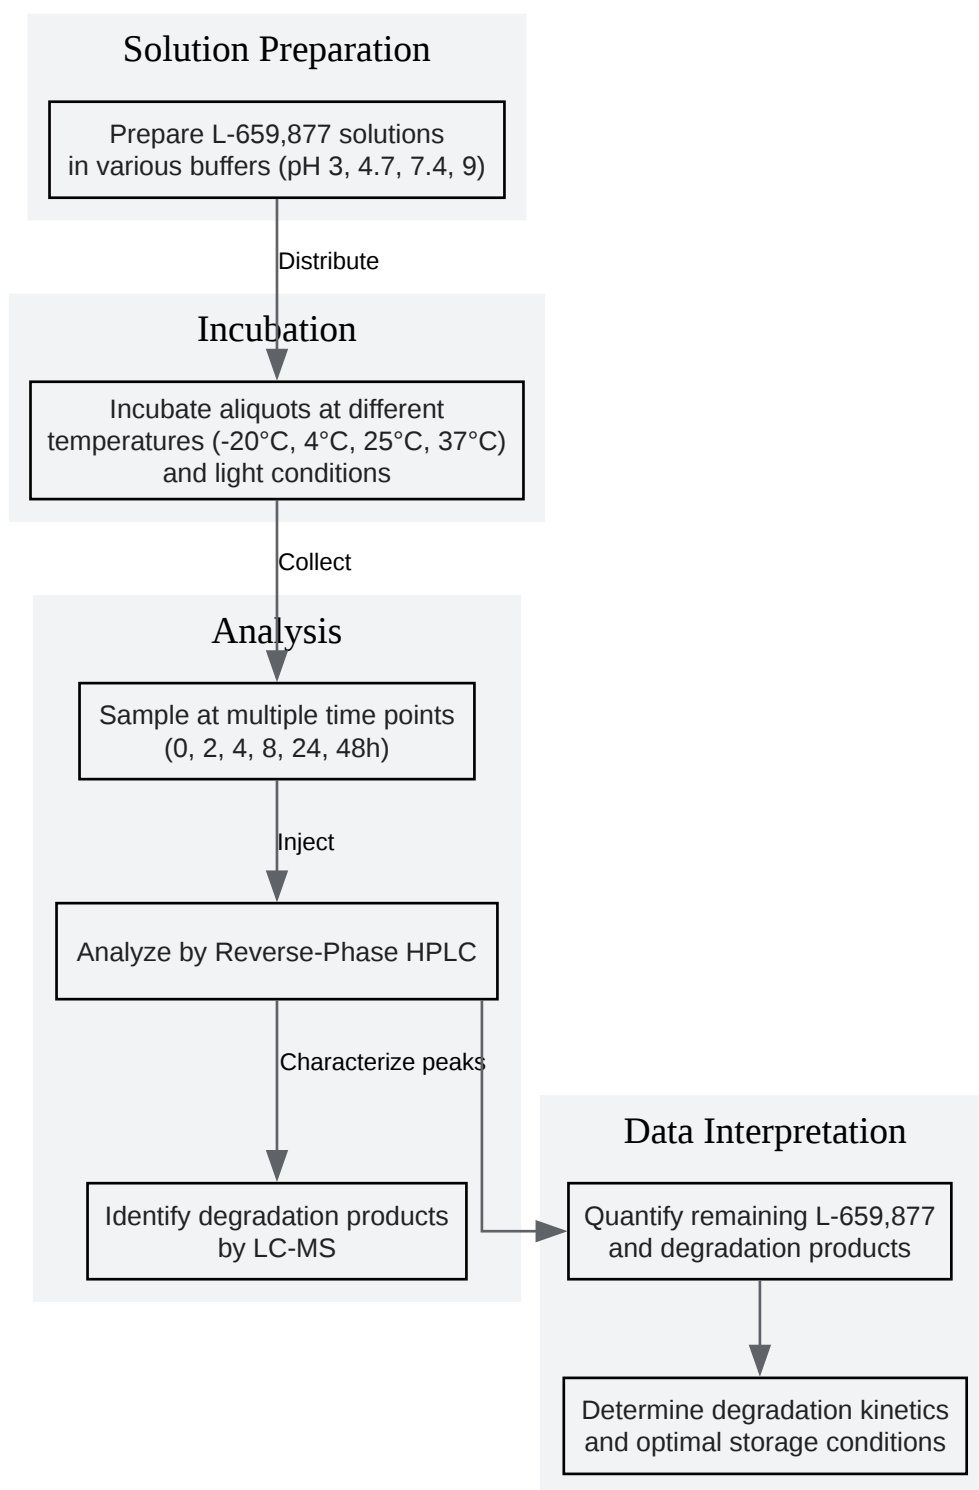 Solution Preparation
Prepare L-659,877 solutions
in various buffers (pH 3, 4.7, 7.4, 9)
Distribute
Incubation
Incubate aliquots at different
temperatures (-20°C, 4°C, 25°C, 37°C)
and light conditions
Collect
Analysis
Sample at multiple time points
(0, 2, 4, 8, 24, 48h)
Inject
Analyze by Reverse-Phase HPLC
Characterize peaks
Identify degradation products
by LC-MS
Data Interpretation
Quantify remaining L-659,877
and degradation products
Determine degradation kinetics
and optimal storage conditions